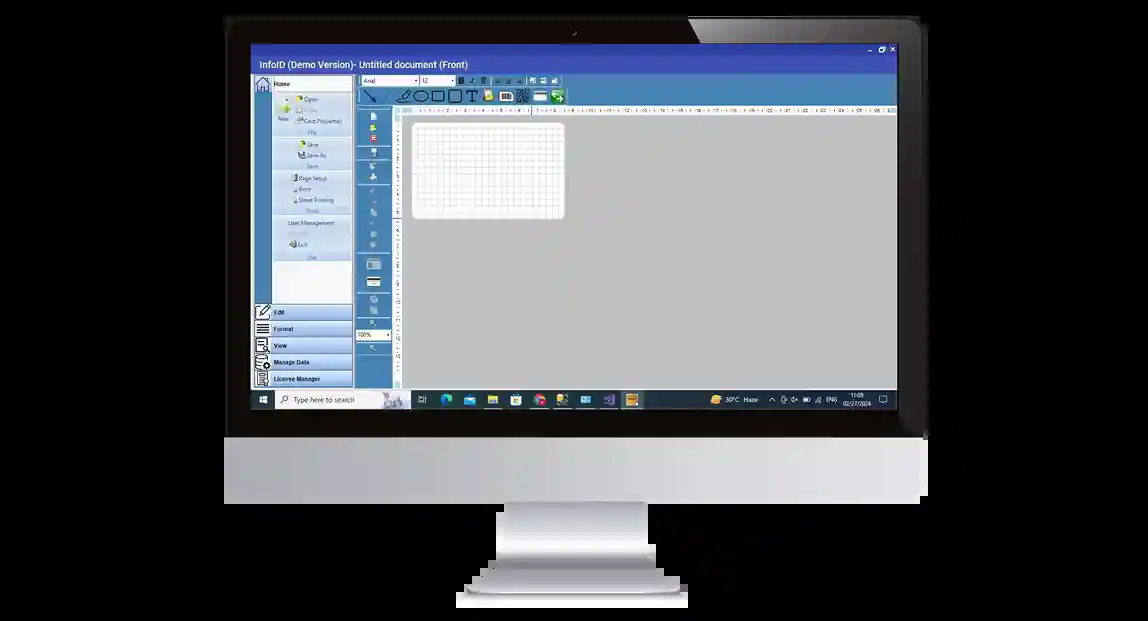 InfoID (Demo Version)- Untitled document (Front)
Home
Arial
12
Open
New
Card Properties
File
Save
Save As
Save
Page Setup
Print
Sheet Printing
Print
User Management
Exit
Edit
Format
View
Manage Data
License Manager
100%
Type here to search
30°C Haze
ENG
11:09
02/27/2024